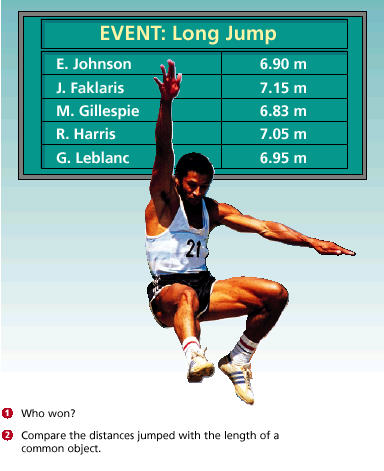 EVENT: Long Jump
E. Johnson 6.90 m
J. Faklaris 7.15 m
M. Gillespie 6.83 m
R. Harris 7.05 m
G. Leblanc 6.95 m
21
1 Who won?
2 Compare the distances jumped with the length of a
common object.